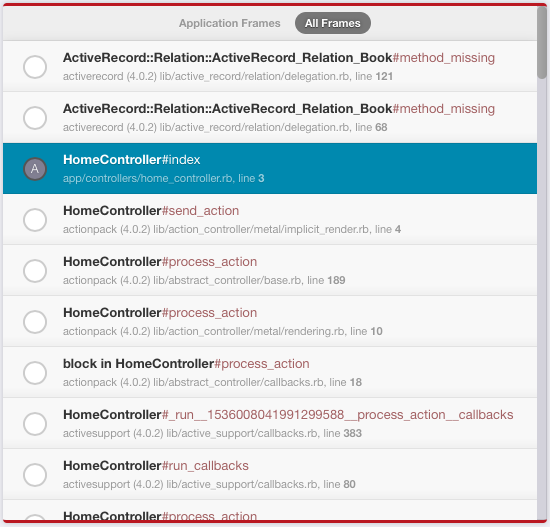 Application Frames All Frames
ActiveRecord::Relation::ActiveRecord_Relation_Book#method_missing
activerecord (4.0.2) lib/active_record/relation/delegation.rb, line 121
ActiveRecord::Relation::ActiveRecord_Relation_Book#method_missing
activerecord (4.0.2) lib/active_record/relation/delegation.rb, line 68
HomeController#index
A
app/controllers/home_controller.rb, line 3
HomeController#send_action
actionpack (4.0.2) lib/action_controller/metal/implicit_render.rb, line 4
HomeController#process_action
actionpack (4.0.2) lib/abstract_controller/base.rb, line 189
HomeController#process_action
actionpack (4.0.2) lib/action_controller/metal/rendering.rb, line 10
block in HomeController#process_action
actionpack (4.0.2) lib/abstract_controller/callbacks.rb, line 18
HomeController#_run__1536008041991299588__process_action__callbacks
activesupport (4.0.2) lib/active_support/callbacks.rb, line 383
HomeController#run_callbacks
activesupport (4.0.2) lib/active_support/callbacks.rb, line 80
HomeController#process_action